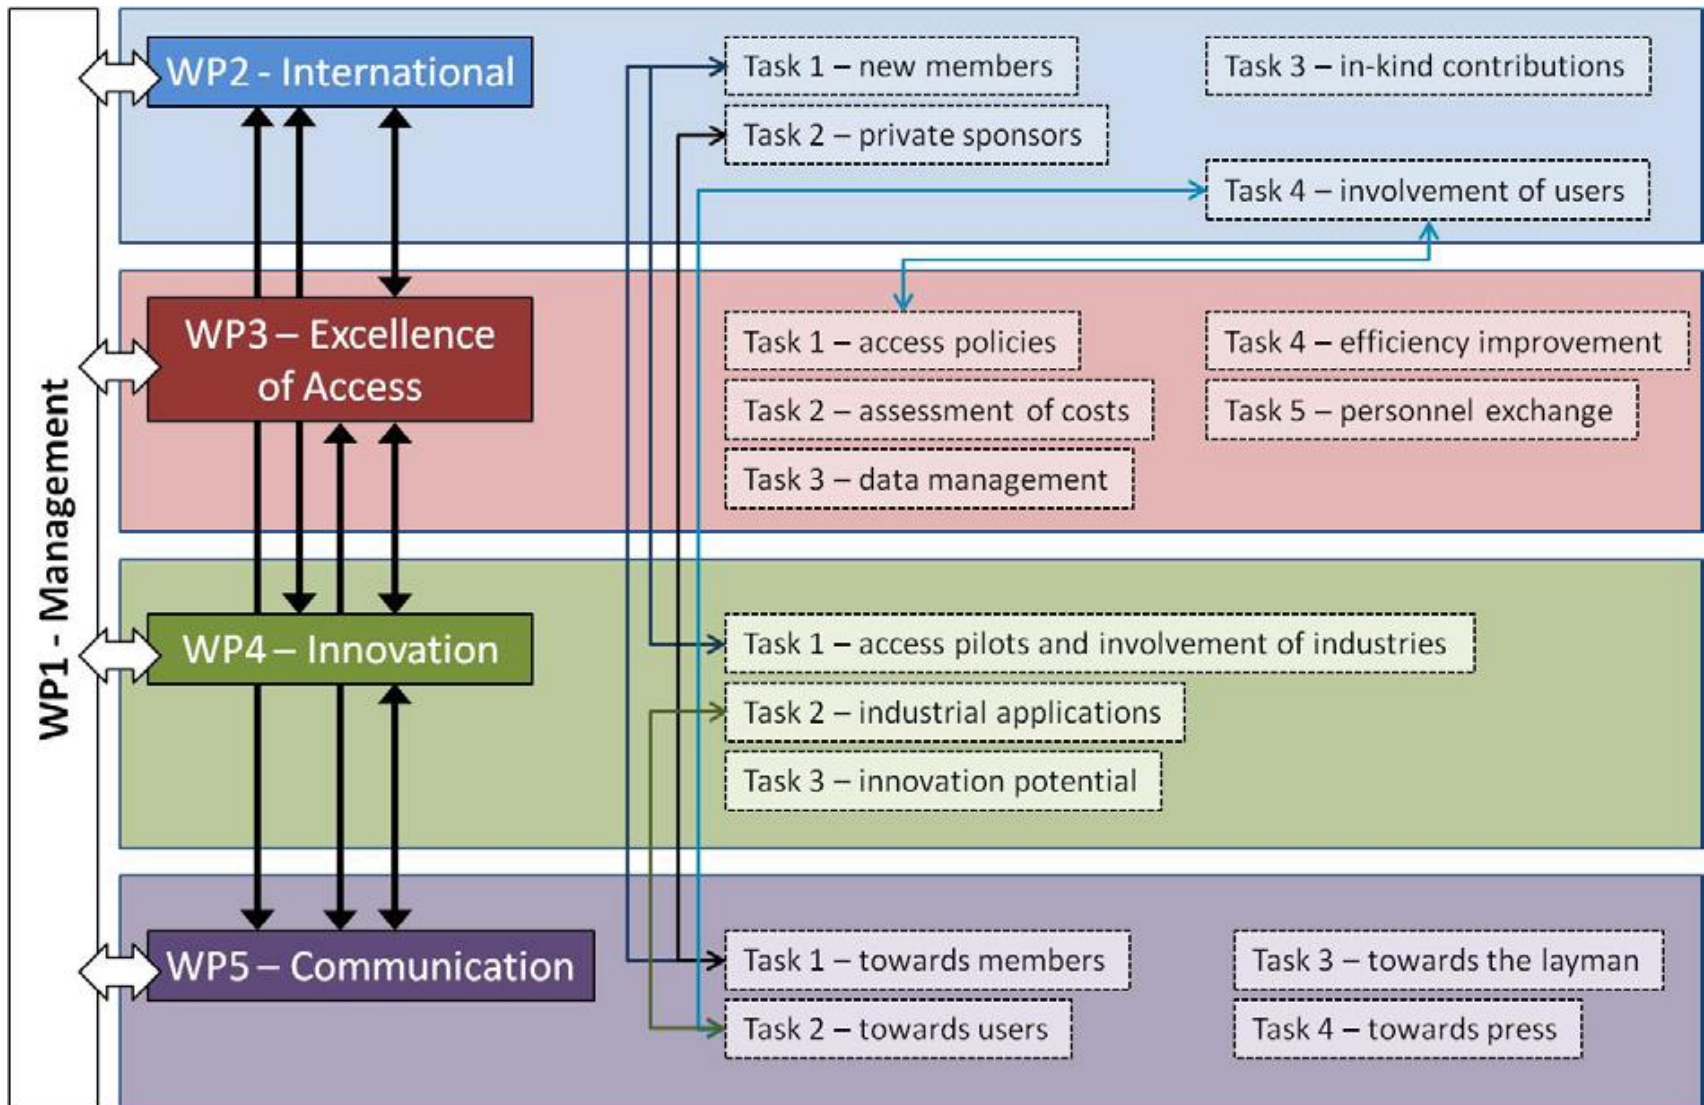 WP1 - Management
WP2 - International
Task 1 – new members
Task 2 – private sponsors
Task 3 – in-kind contributions
Task 4 – involvement of users
WP3 – Excellence
of Access
Task 1 – access policies
Task 2 – assessment of costs
Task 3 – data management
Task 4 – efficiency improvement
Task 5 – personnel exchange
WP4 – Innovation
Task 1 – access pilots and involvement of industries
Task 2 – industrial applications
Task 3 – innovation potential
WP5 – Communication
Task 1 – towards members
Task 2 – towards users
Task 3 – towards the layman
Task 4 – towards press